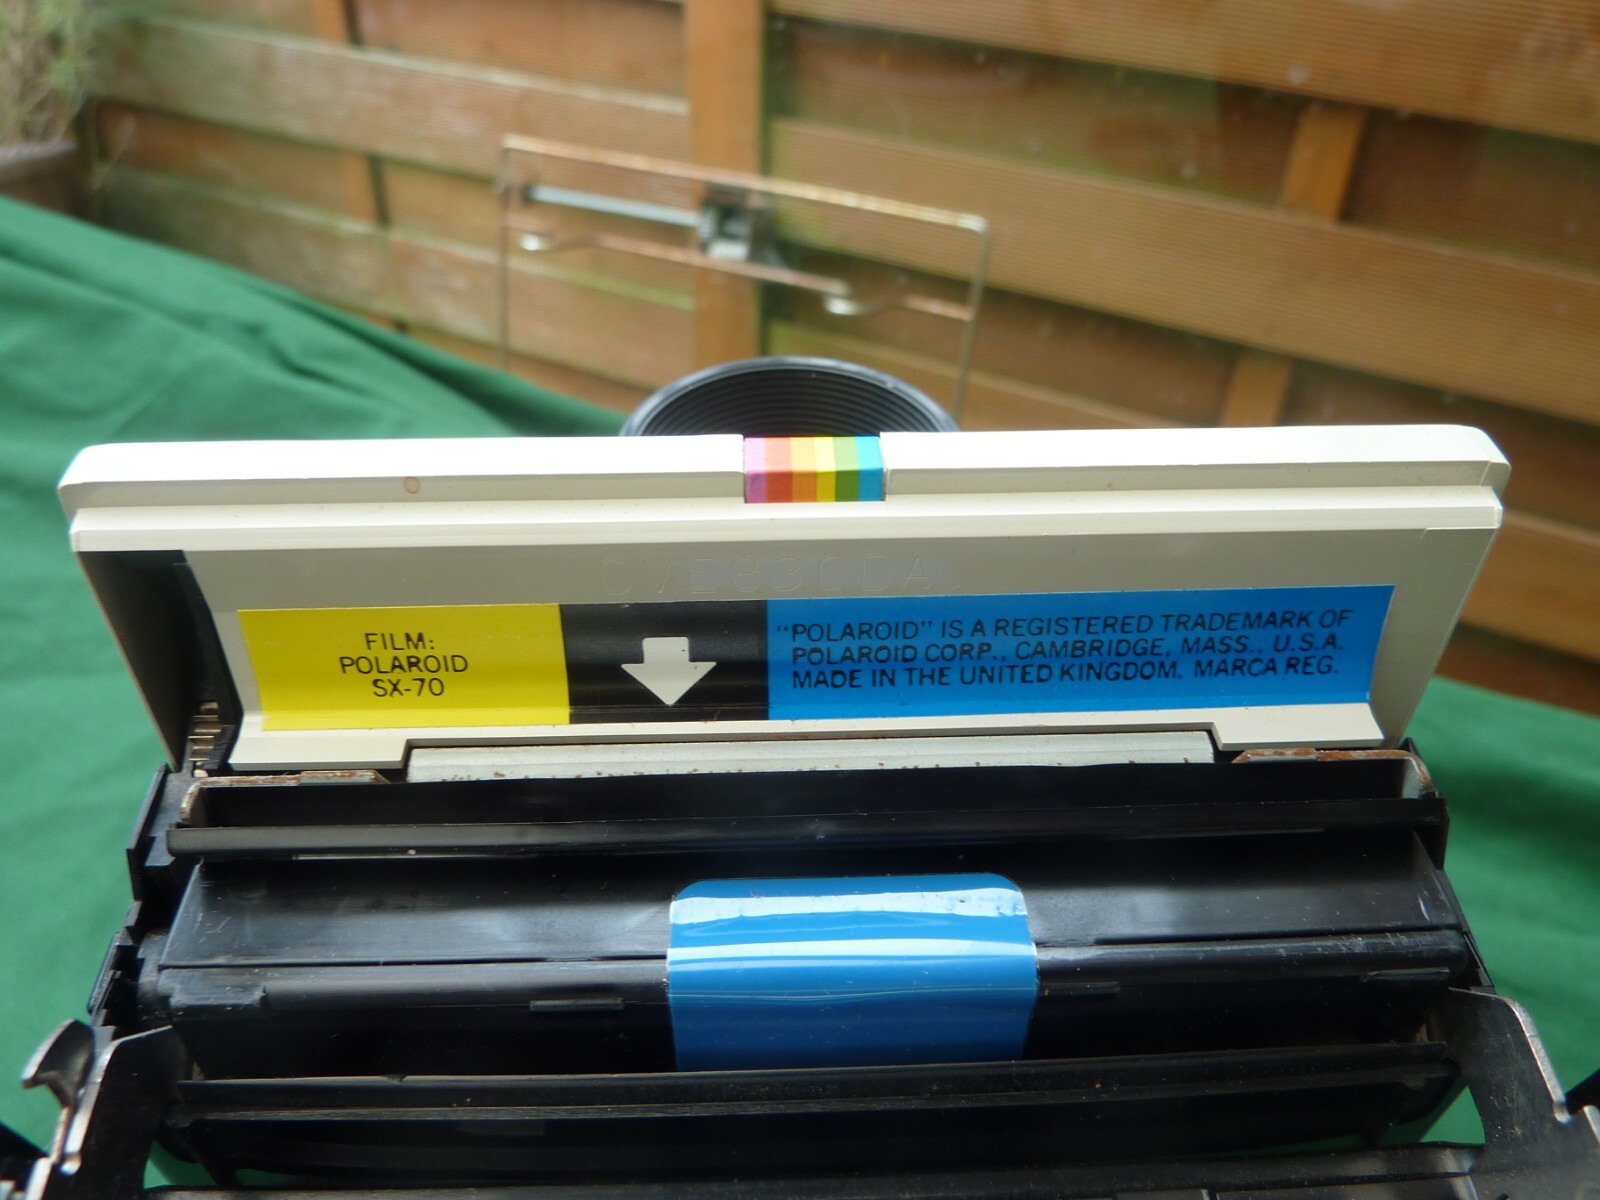 FILM:
POLAROID
SX-70
"POLAROID" IS A REGISTERED TRADEMARK OF
POLAROID CORP., CAMBRIDGE, MASS., U.S.A.
MADE IN THE UNITED KINGDOM. MARCA REG.